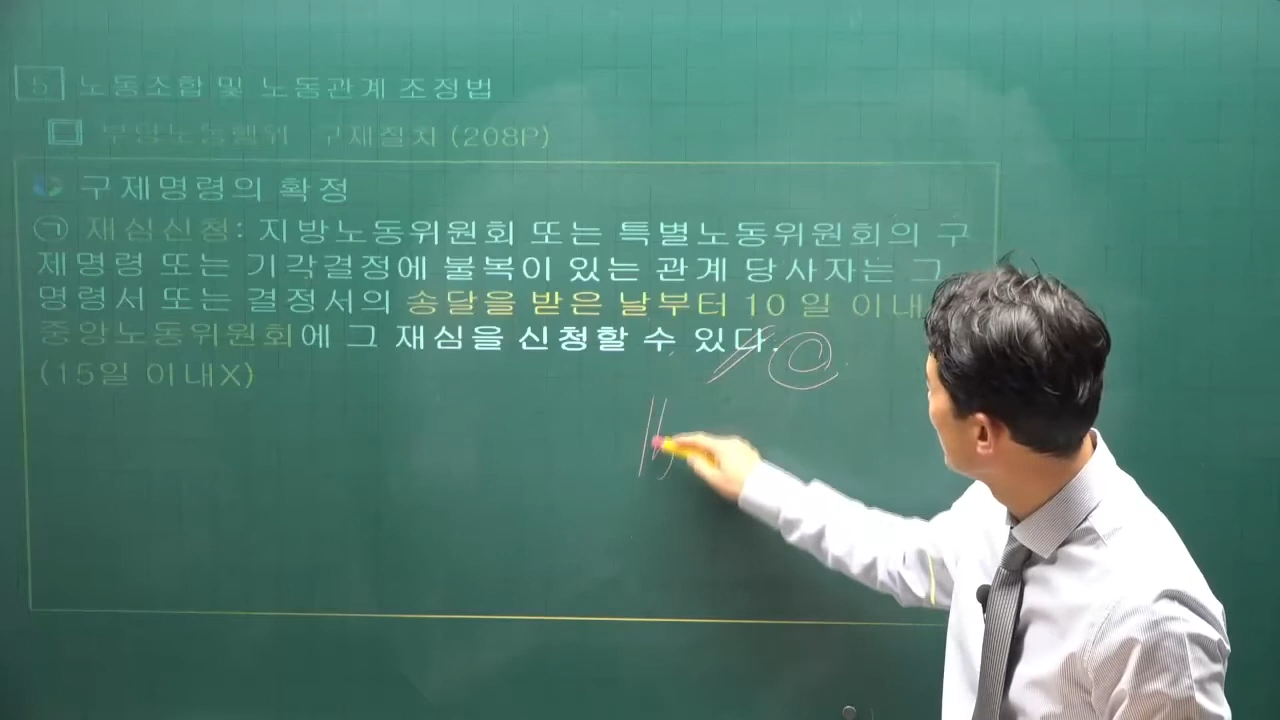 5 노동조합 및 노동관계 조정법
부당노동행위 구제절차 (208P)
구제명령의 확정
㉠ 재심신청: 지방노동위원회 또는 특별노동위원회의 구
제명령 또는 기각결정에 불복이 있는 관계 당사자는 그
명령서 또는 결정서의 송달을 받은 날부터 10일 이내
중앙노동위원회에 그 재심을 신청할 수 있다.
(15일 이내X)